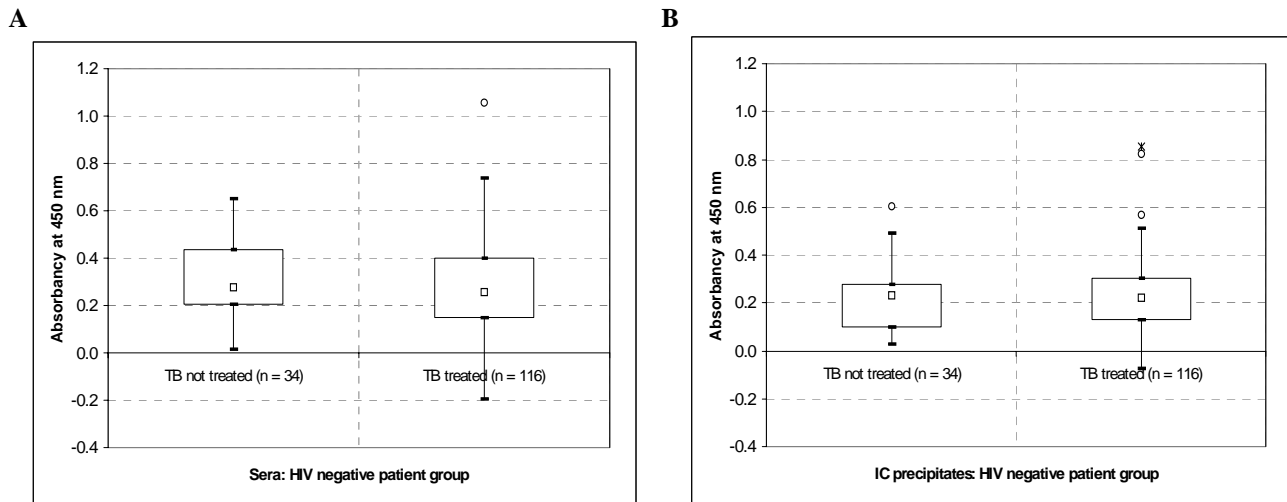 A
1.2
1.0
0.8
0.6
0.4
0.2
0.0
-0.2
-0.4
Absorbancy at 450 nm
TB not treated (n = 34)
TB treated (n = 116)
Sera: HIV negative patient group
B
1.2
1.0
0.8
0.6
0.4
0.2
0.0
-0.2
-0.4
Absorbancy at 450 nm
TB not treated (n = 34)
TB treated (n = 116)
IC precipitates: HIV negative patient group